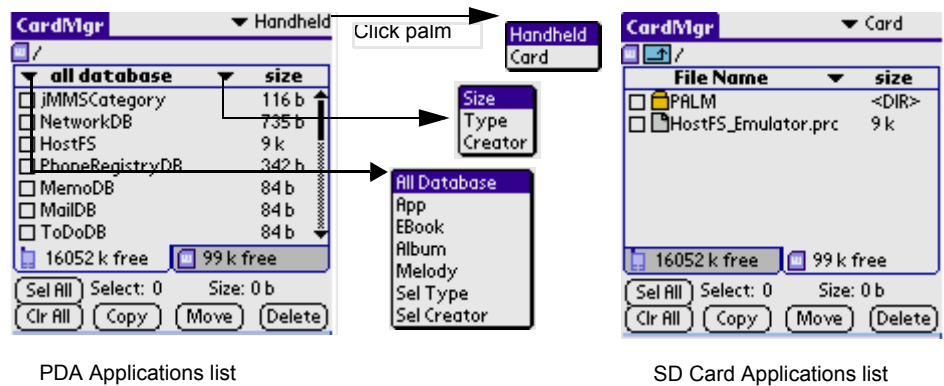 CardMgr
Handheld
/
all database size
jMMSCategory 116 b
NetworkDB 735 b
HostFS 9 k
PhoneRegistryDB 342 b
MemoDB 84 b
MailDB 84 b
ToDoDB 84 b
16052 k free 99 k free
Sel All Select: 0 Size: 0 b
Clr All Copy Move Delete
PDA Applications list
Click palm
Handheld
Card
Size
Type
Creator
All Database
App
EBook
Album
Melody
Sel Type
Sel Creator
CardMgr
Card
/
File Name size
PALM <DIR>
HostFS_Emulator.prc 9 k
16052 k free 99 k free
Sel All Select: 0 Size: 0 b
Clr All Copy Move Delete
SD Card Applications list